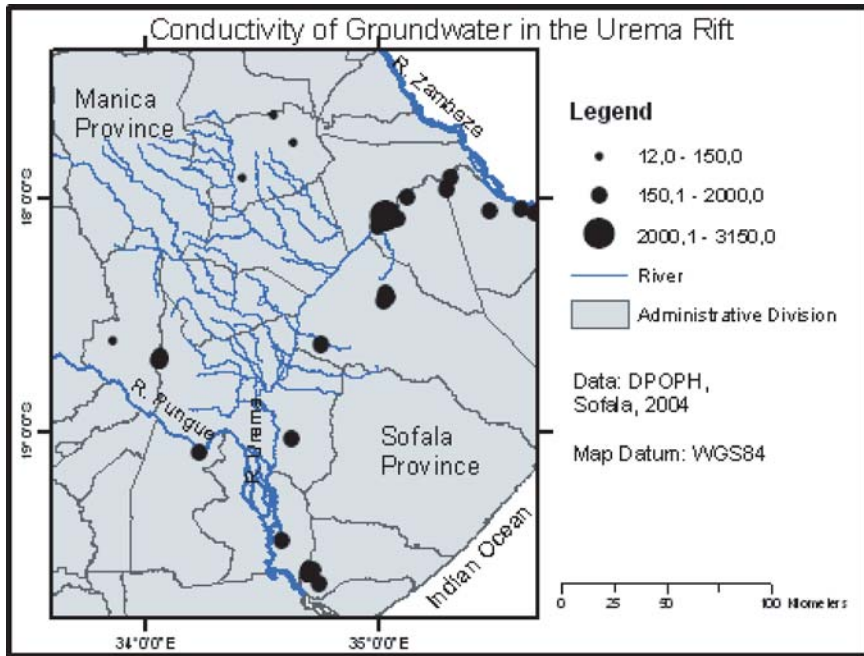 Conductivity of Groundwater in the Urema Rift
Manica
Province
R. Zambeze
R. Pungue
R. Urema
Sofala
Province
Indian Ocean
18°0'0"S
19°0'0"S
34°0'0"E
35°0'0"E
Legend
12,0 - 150,0
150,1 - 2000,0
2000,1 - 3150,0
River
Administrative Division
Data: DPOPH,
Sofala, 2004
Map Datum: WGS84
0 25 50 100 Kilometers